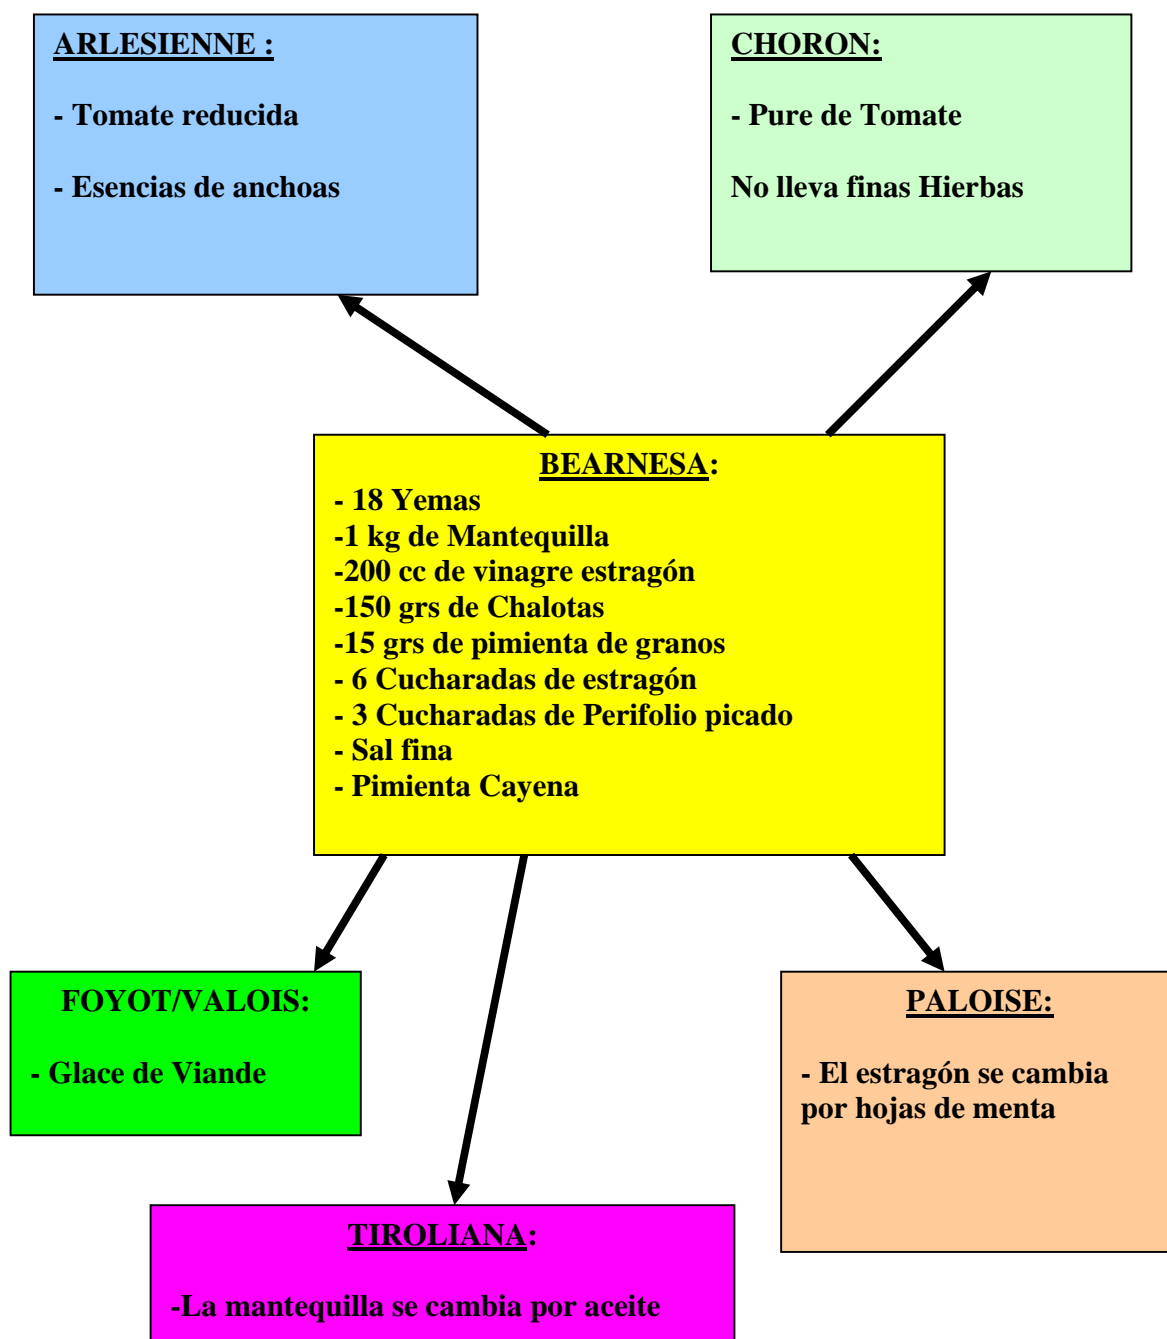 ARLESIENNE :
- Tomate reducida
- Esencias de anchoas
CHORON:
- Pure de Tomate
No lleva finas Hierbas
BEARNESA:
- 18 Yemas
-1 kg de Mantequilla
-200 cc de vinagre estragón
-150 grs de Chalotas
-15 grs de pimienta de granos
- 6 Cucharadas de estragón
- 3 Cucharadas de Perifolio picado
- Sal fina
- Pimienta Cayena
FOYOT/VALOIS:
- Glace de Viande
PALOISE:
- El estragón se cambia
por hojas de menta
TIROLIANA:
-La mantequilla se cambia por aceite